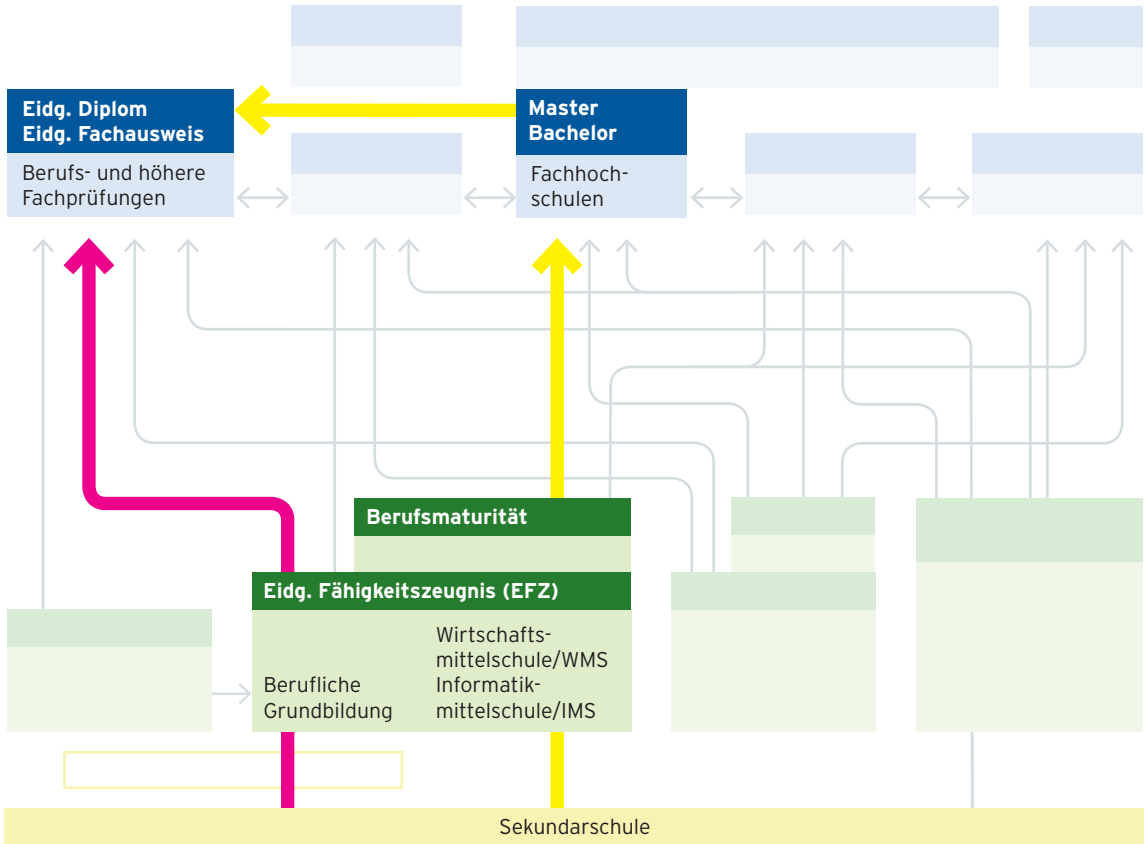 Eidg. Diplom
Eidg. Fachausweis
Berufs- und höhere
Fachprüfungen
Master
Bachelor
Fachhoch-
schulen
Berufsmaturität
Eidg. Fähigkeitszeugnis (EFZ)
Berufliche
Grundbildung
Wirtschafts-
mittelschule/WMS
Informatik-
mittelschule/IMS
Sekundarschule